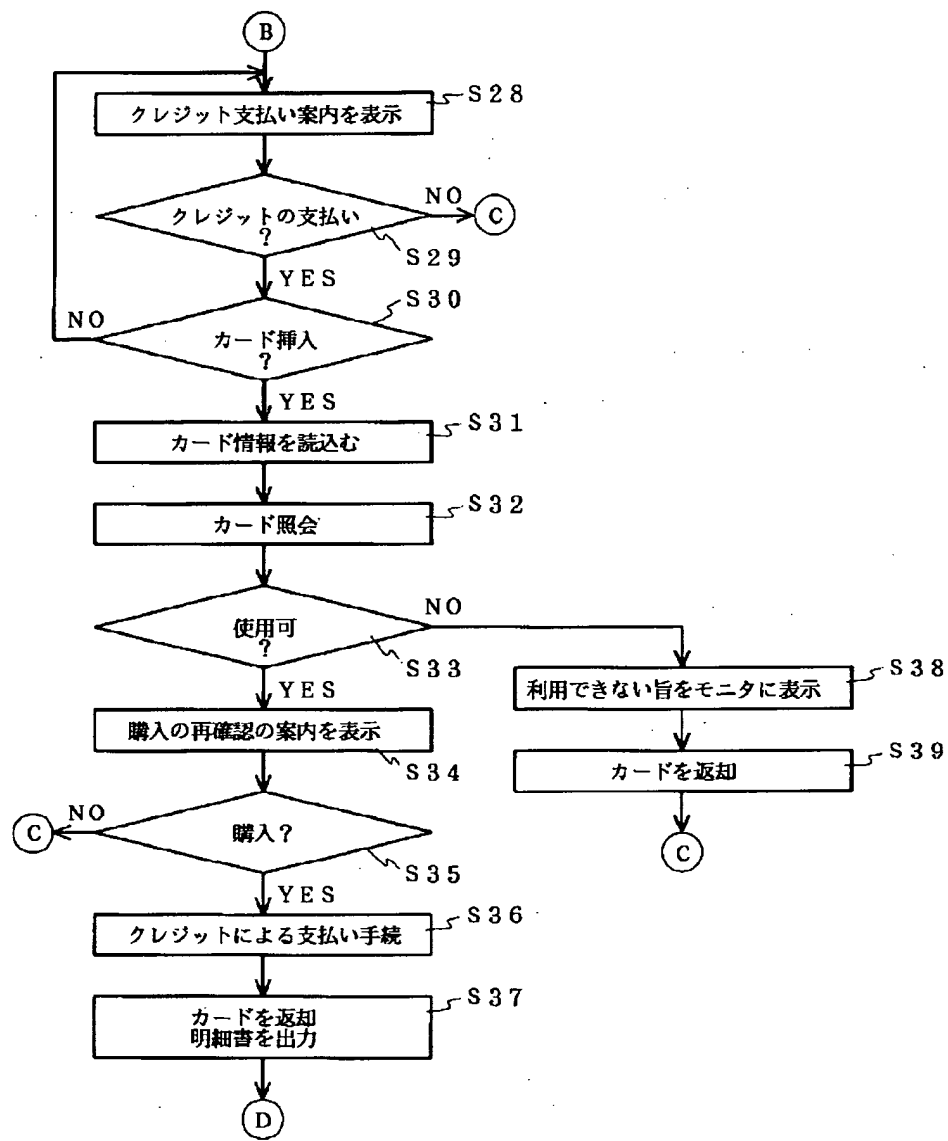 B
クレジット支払い案内を表示
S28
クレジットの支払い
?
NO
C
S29
YES
カード挿入
?
NO
S30
YES
カード情報を読込む
S31
カード照会
S32
使用可
?
NO
S33
YES
利用できない旨をモニタに表示
S38
購入の再確認の案内を表示
S34
カードを返却
S39
C
購入?
NO
C
S35
YES
クレジットによる支払い手続
S36
カードを返却
明細書を出力
S37
D